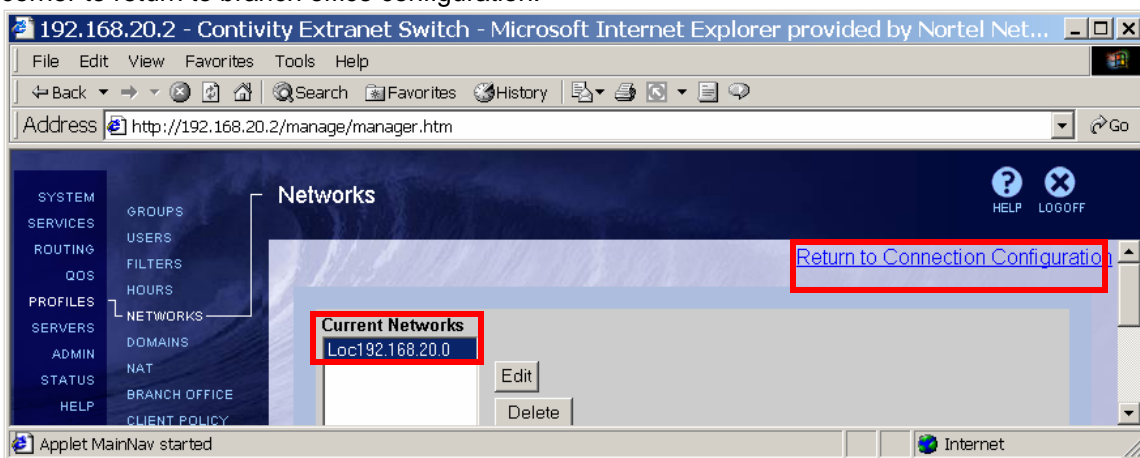 corner to return to branch office configuration.
192.168.20.2 - Contivity Extranet Switch - Microsoft Internet Explorer provided by Nortel Net...
File Edit View Favorites Tools Help
Back Search Favorites History
Address http://192.168.20.2/manage/manager.htm Go
Networks
HELP LOGOFF
SYSTEM
SERVICES
ROUTING
QOS
PROFILES
SERVERS
ADMIN
STATUS
HELP
GROUPS
USERS
FILTERS
HOURS
NETWORKS
DOMAINS
NAT
BRANCH OFFICE
CLIENT POLICY
Return to Connection Configuration
Current Networks
Loc192.168.20.0
Edit
Delete
Applet MainNav started Internet